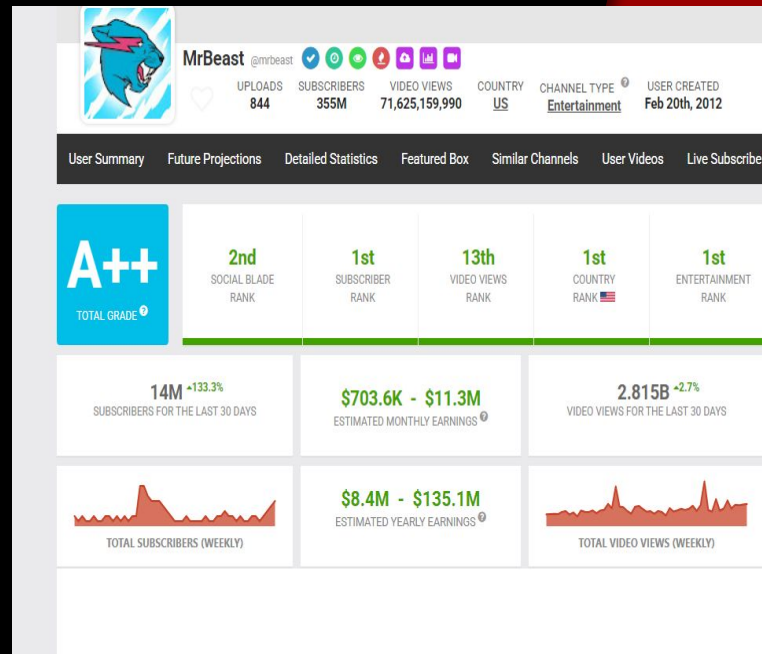 MrBeast @mrbeast
UPLOADS SUBSCRIBERS VIDEO VIEWS COUNTRY CHANNEL TYPE ? USER CREATED
844 355M 71,625,159,990 US Entertainment Feb 20th, 2012
User Summary Future Projections Detailed Statistics Featured Box Similar Channels User Videos Live Subscribe
A++
TOTAL GRADE ?
2nd
SOCIAL BLADE
RANK
1st
SUBSCRIBER
RANK
13th
VIDEO VIEWS
RANK
1st
COUNTRY
RANK
1st
ENTERTAINMENT
RANK
14M +133.3%
SUBSCRIBERS FOR THE LAST 30 DAYS
$703.6K - $11.3M
ESTIMATED MONTHLY EARNINGS ?
2.815B +2.7%
VIDEO VIEWS FOR THE LAST 30 DAYS
TOTAL SUBSCRIBERS (WEEKLY)
$8.4M - $135.1M
ESTIMATED YEARLY EARNINGS ?
TOTAL VIDEO VIEWS (WEEKLY)